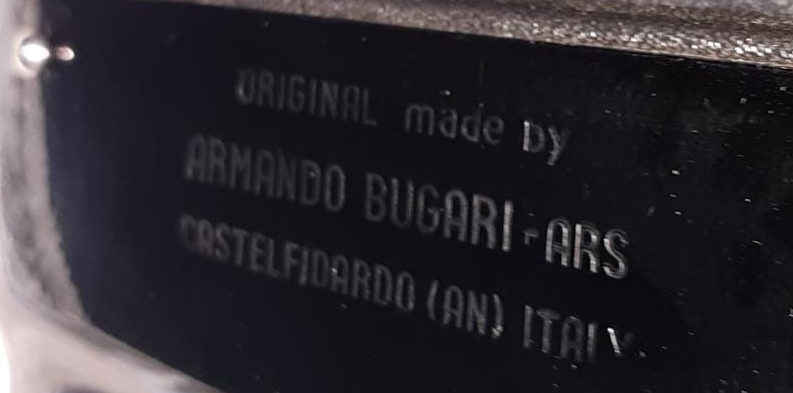 ORIGINAL made by
ARMANDO BUGARI-ARS
CASTELFIDARDO (AN) ITALY.